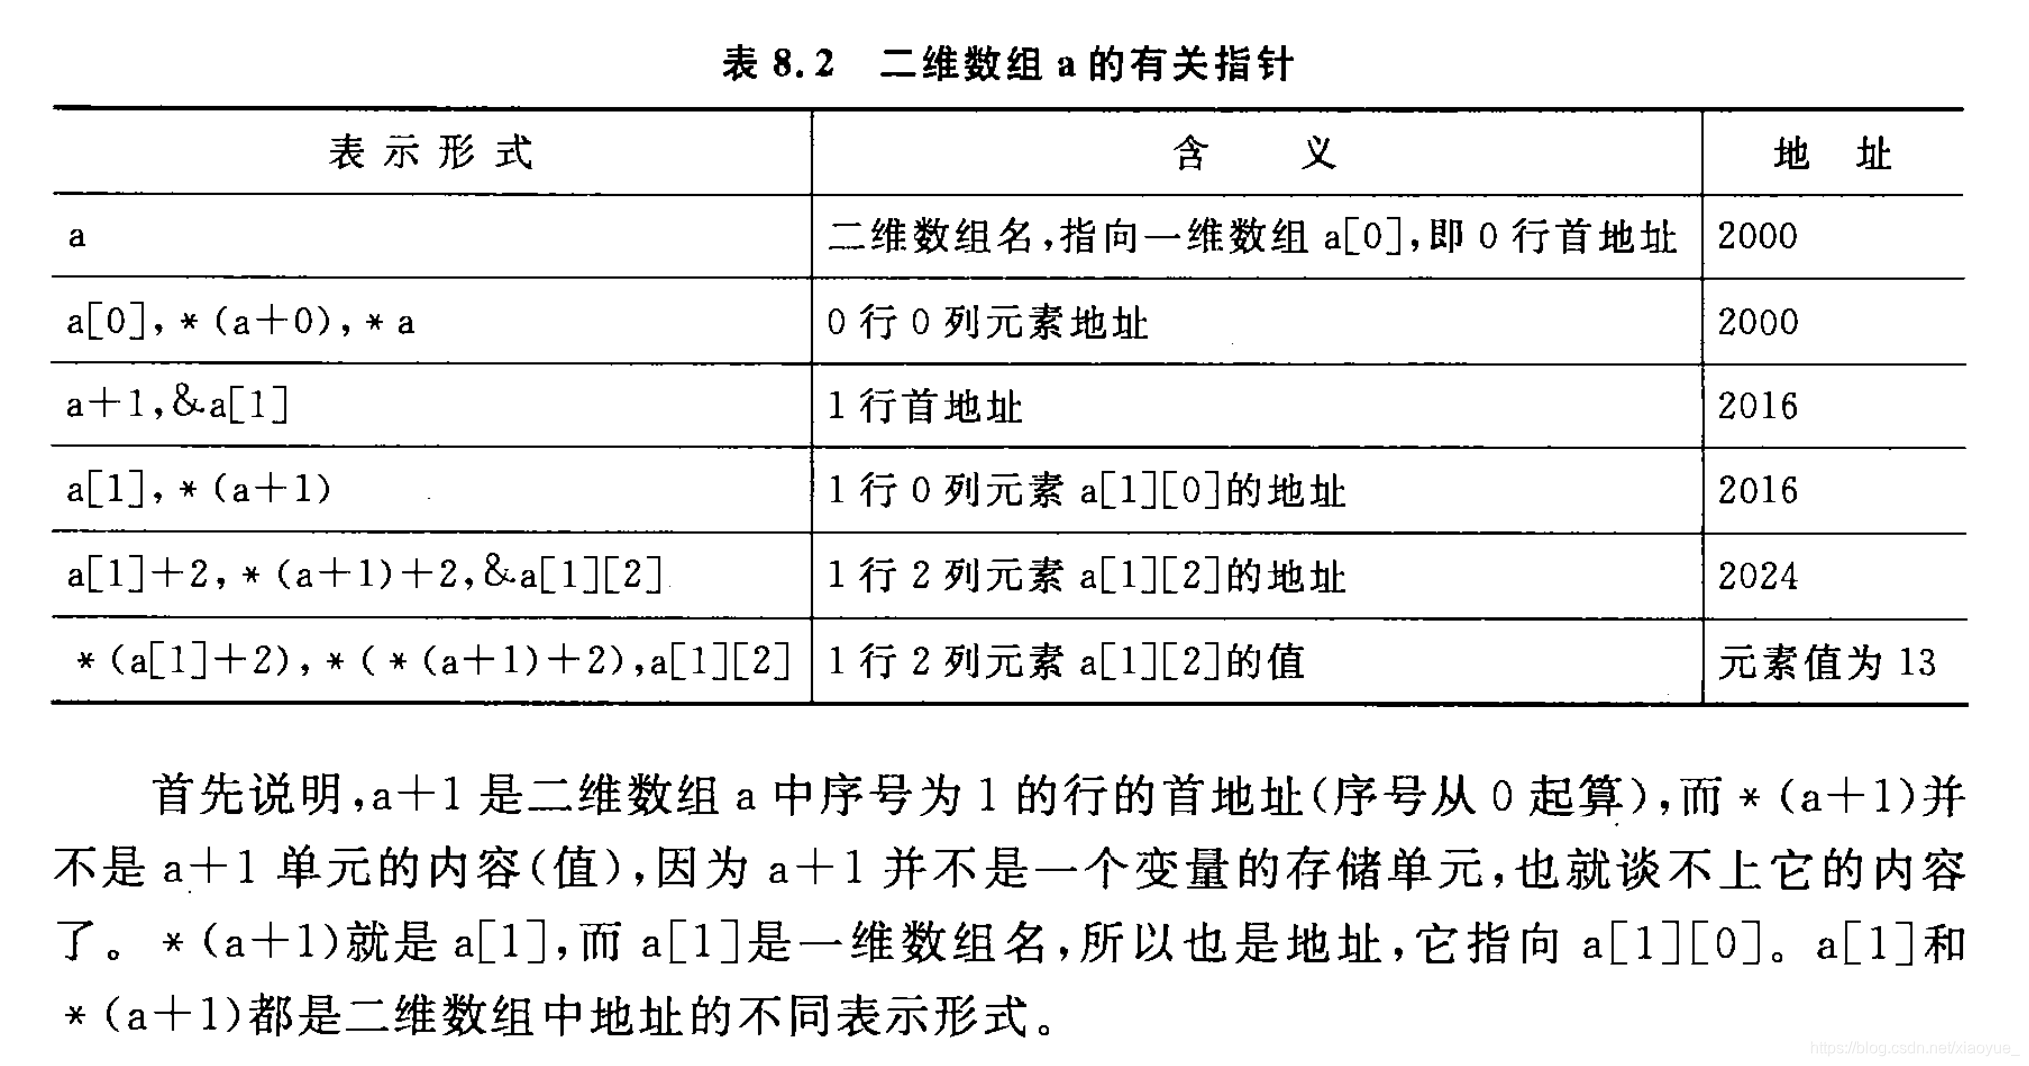 表 8.2 二维数组 a 的有关指针
表示形式 含 义 地 址
a 二维数组名,指向一维数组 a[0],即 0 行首地址 2000
a[0],*(a+0),*a 0 行 0 列元素地址 2000
a+1,&a[1] 1 行首地址 2016
a[1],*(a+1) 1 行 0 列元素 a[1][0]的地址 2016
a[1]+2,*(a+1)+2,&a[1][2] 1 行 2 列元素 a[1][2]的地址 2024
*(a[1]+2),*(*(a+1)+2),a[1][2] 1 行 2 列元素 a[1][2]的值 元素值为 13
首先说明,a+1 是二维数组 a 中序号为 1 的行的首地址(序号从 0 起算),而 *(a+1)并
不是 a+1 单元的内容(值),因为 a+1 并不是一个变量的存储单元,也就谈不上它的内容
了。*(a+1)就是 a[1],而 a[1]是一维数组名,所以也是地址,它指向 a[1][0]。a[1]和
*(a+1)都是二维数组中地址的不同表示形式。
https://blog.csdn.net/xiaoyue_